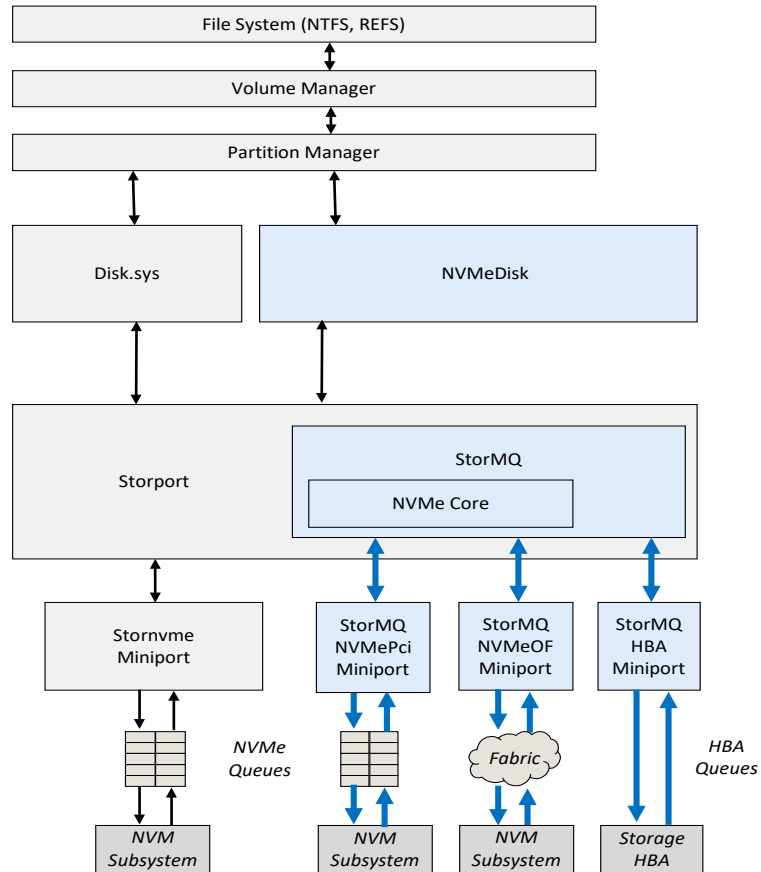 File System (NTFS, REFS)
Volume Manager
Partition Manager
Disk.sys
NVMeDisk
Storport
StorMQ
NVMe Core
Stornvme
Miniport
StorMQ
NVMePci
Miniport
StorMQ
NVMeOF
Miniport
StorMQ
HBA
Miniport
NVMe
Queues
Fabric
HBA
Queues
NVM
Subsystem
NVM
Subsystem
NVM
Subsystem
Storage
HBA